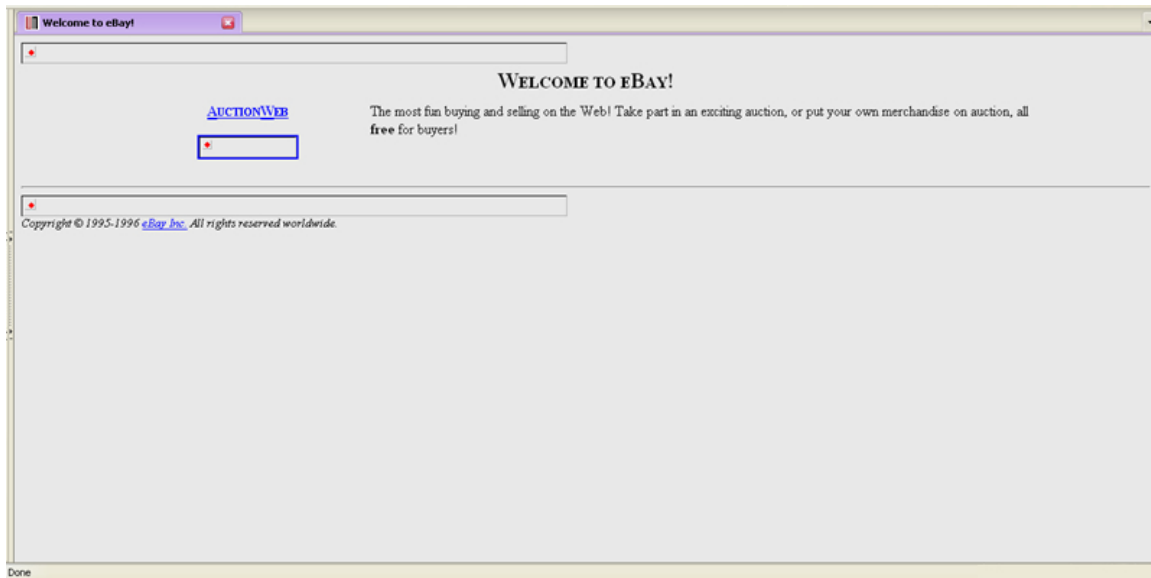 Welcome to eBay!
WELCOME TO EBAY!
AUCTIONWEB
The most fun buying and selling on the Web! Take part in an exciting auction, or put your own merchandise on auction, all
free for buyers!
Copyright © 1995-1996 eBay Inc. All rights reserved worldwide.
Done